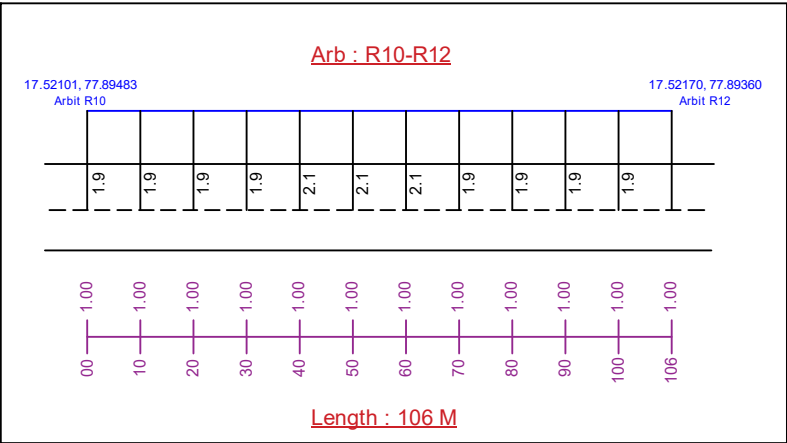 Arb : R10-R12
17.52101, 77.89483
Arbit R10
17.52170, 77.89360
Arbit R12
1.9 1.9 1.9 1.9 2.1 2.1 2.1 1.9 1.9 1.9 1.9
1.00 1.00 1.00 1.00 1.00 1.00 1.00 1.00 1.00 1.00 1.00 1.00
00 10 20 30 40 50 60 70 80 90 100 106
Length : 106 M